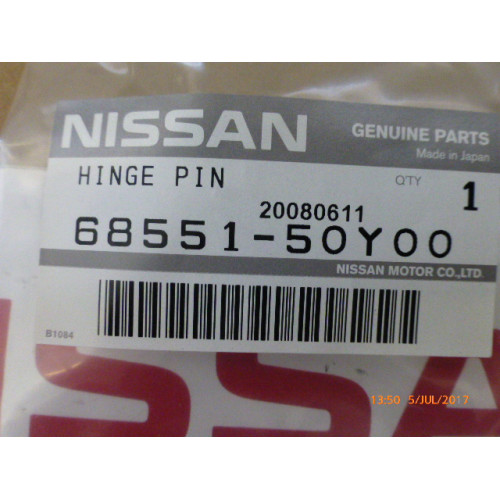 NISSAN
GENUINE PARTS
Made in Japan
HINGE PIN
Q'TY 1
20080611
68551-50Y00
NISSAN MOTOR CO.,LTD.
B1084
SSA
13:50 5/JUL/2017